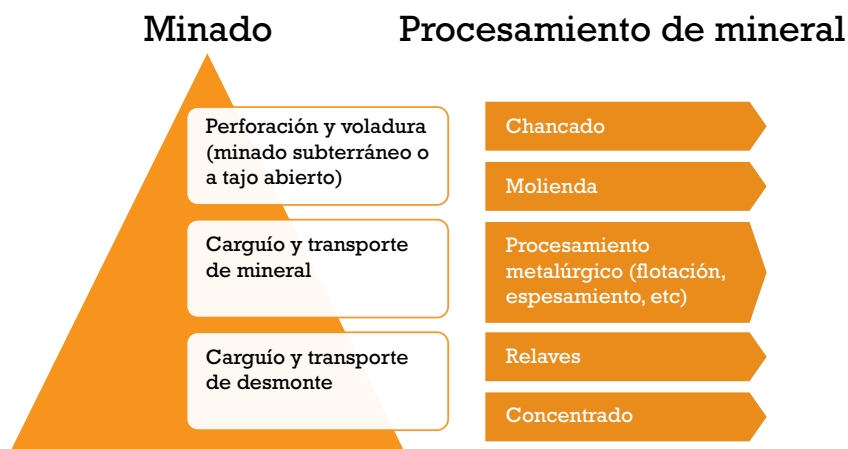 Minado
Procesamiento de mineral
Perforación y voladura
(minado subterráneo o
a tajo abierto)
Carguío y transporte
de mineral
Carguío y transporte
de desmonte
Chancado
Molienda
Procesamiento
metalúrgico (flotación,
espesamiento, etc)
Relaves
Concentrado